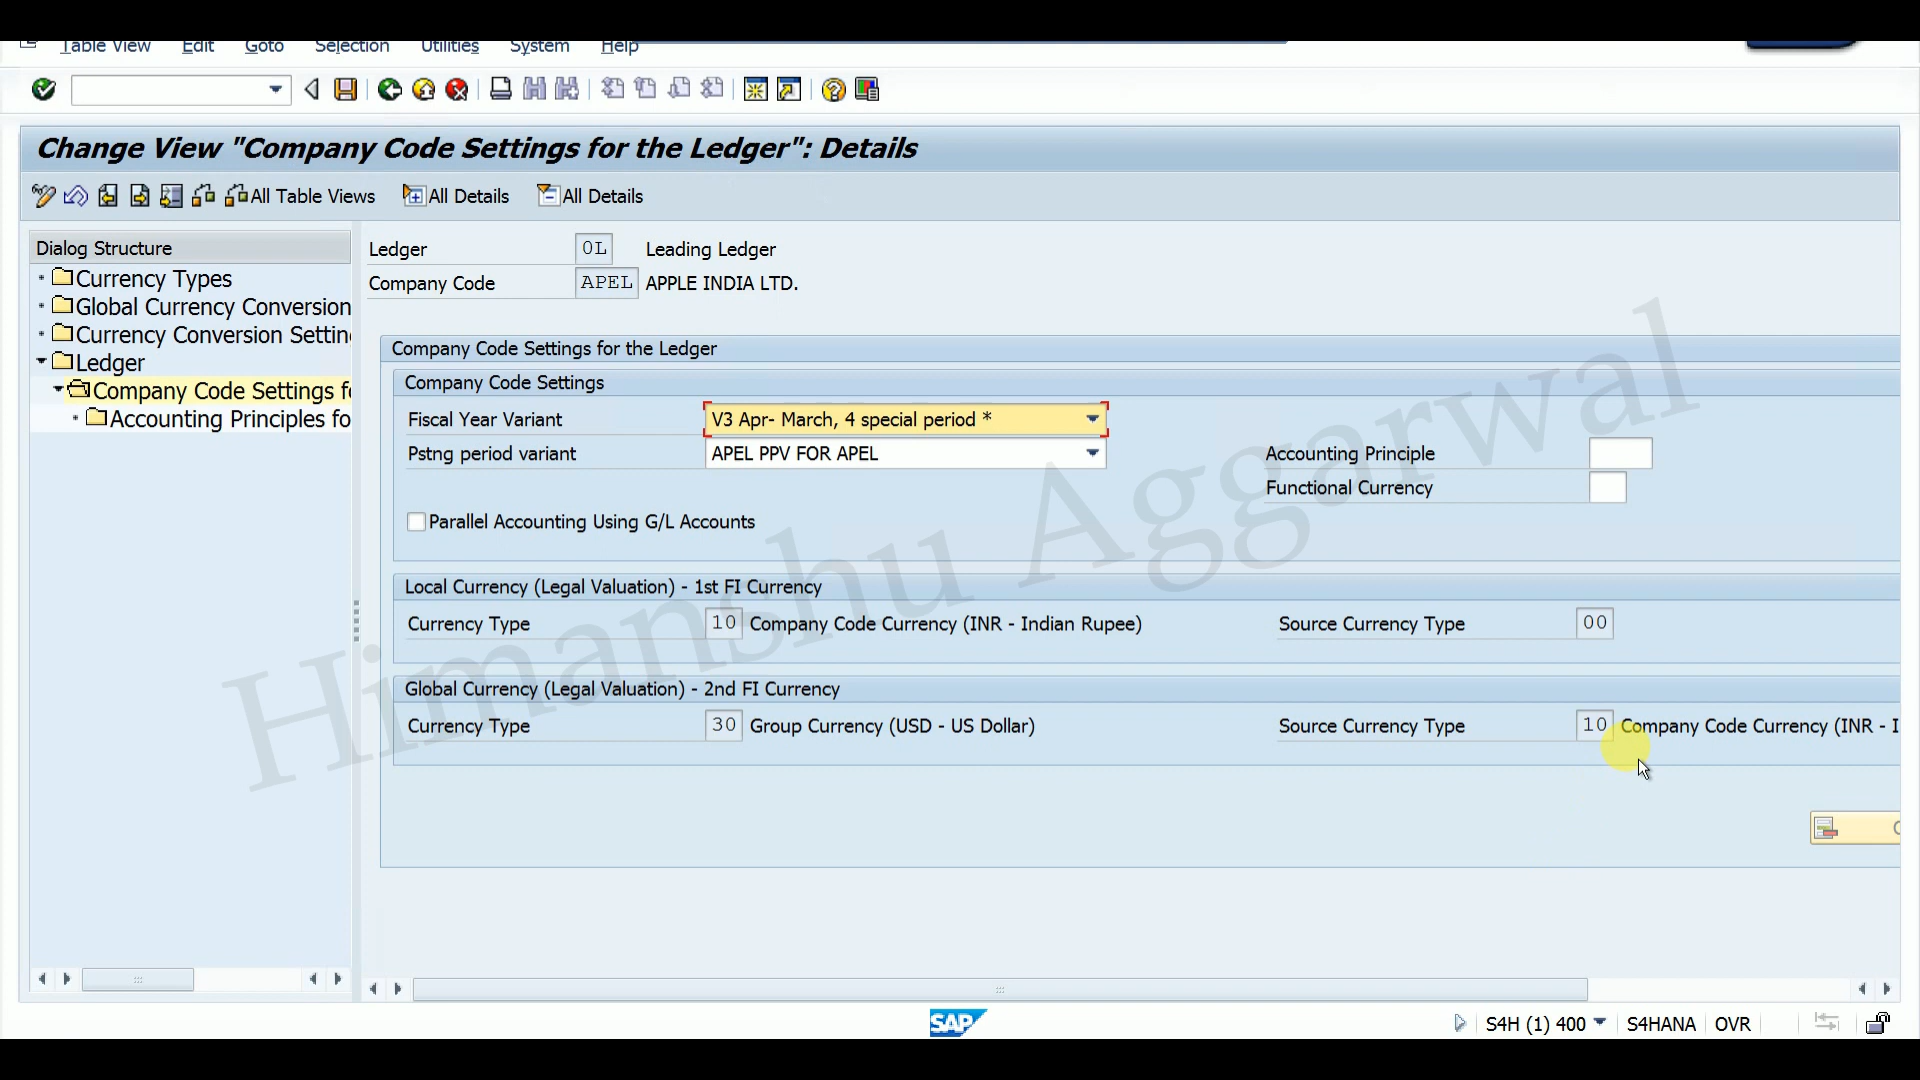 Table View Edit Goto Selection Utilities System Help
Change View "Company Code Settings for the Ledger": Details
All Table Views All Details All Details
Dialog Structure
Currency Types
Global Currency Conversion
Currency Conversion Settin
Ledger
Company Code Settings f
Accounting Principles fo
Ledger 0L Leading Ledger
Company Code APEL APPLE INDIA LTD.
Company Code Settings for the Ledger
Company Code Settings
Fiscal Year Variant V3 Apr- March, 4 special period *
Pstng period variant APEL PPV FOR APEL Accounting Principle
Functional Currency
Parallel Accounting Using G/L Accounts
Local Currency (Legal Valuation) - 1st FI Currency
Currency Type 10 Company Code Currency (INR - Indian Rupee) Source Currency Type 00
Global Currency (Legal Valuation) - 2nd FI Currency
Currency Type 30 Group Currency (USD - US Dollar) Source Currency Type 10 Company Code Currency (INR - I
Himanshu Aggarwal
SAP S4H (1) 400 S4HANA OVR